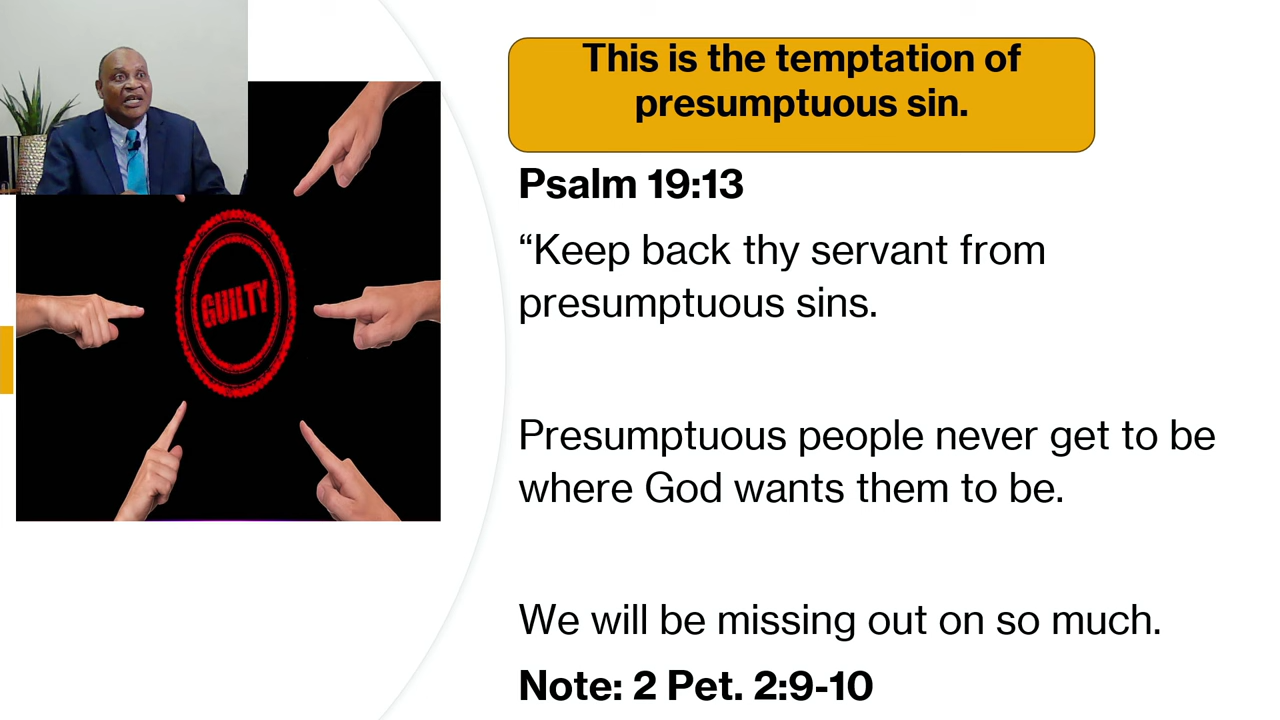 This is the temptation of
presumptuous sin.
Psalm 19:13
“Keep back thy servant from
presumptuous sins.
Presumptuous people never get to be
where God wants them to be.
We will be missing out on so much.
Note: 2 Pet. 2:9-10
GUILTY